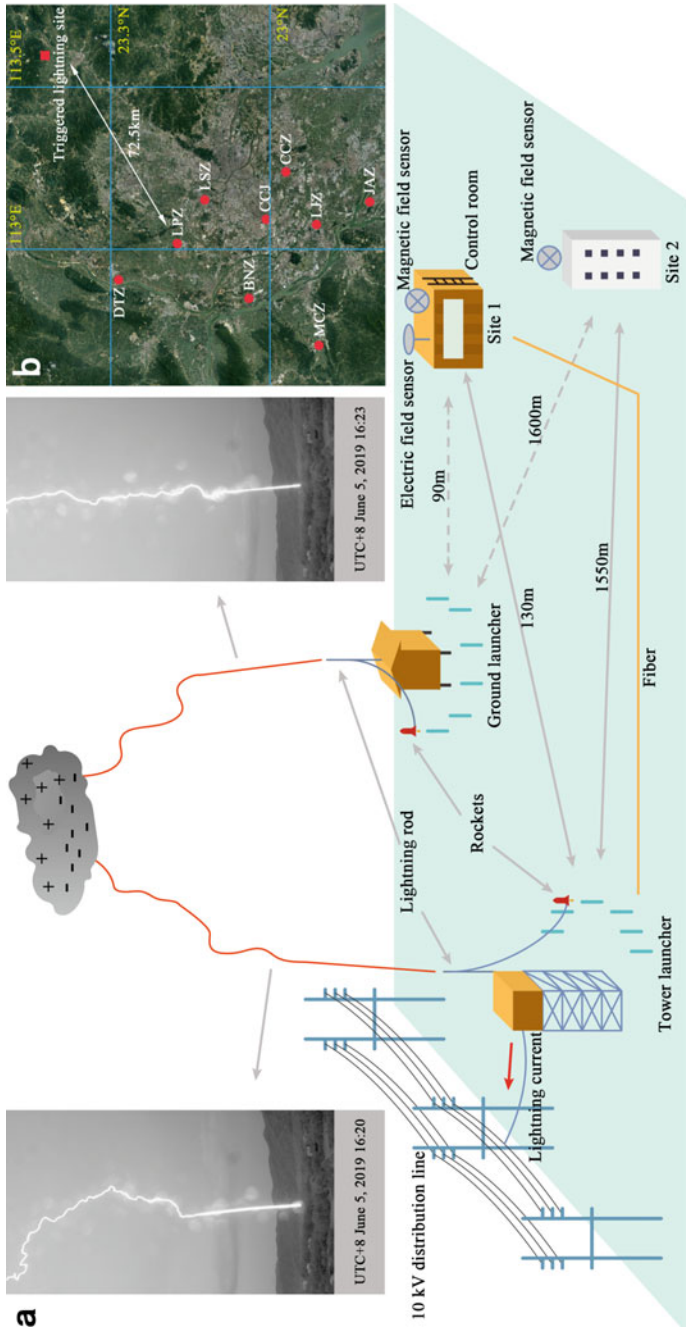 a
UTC+8 June 5, 2019 16:20
UTC+8 June 5, 2019 16:23
b
113°E
113.5°E
23.3°N
23°N
Triggered lightning site
72.5km
DTZ
LPZ
LSZ
BNZ
CCJ
CCZ
MCZ
LJZ
JAZ
10 kV distribution line
Lightning current
Lightning rod
Rockets
Tower launcher
Ground launcher
Electric field sensor
Magnetic field sensor
Control room
Site 1
Magnetic field sensor
Site 2
90m
1600m
130m
1550m
Fiber